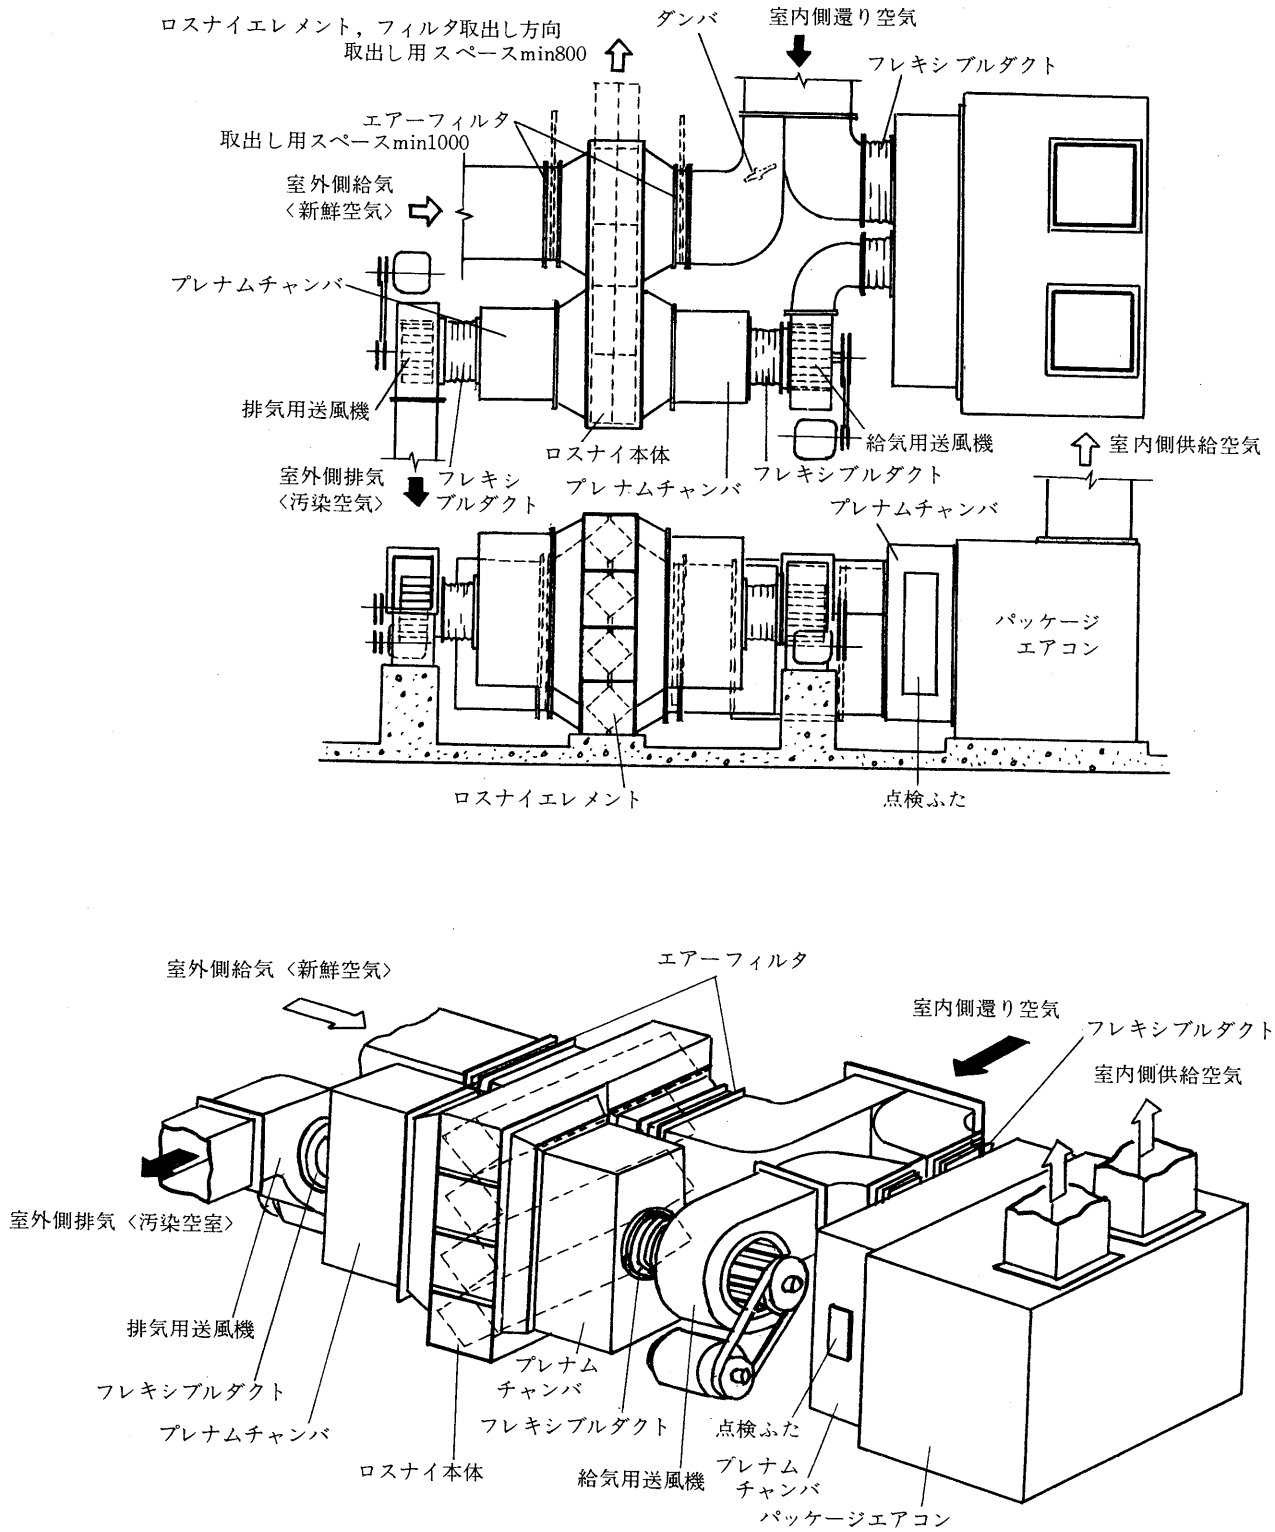 ロスナイエレメント，フィルタ取出し方向
取出し用スペースmin800
ダンパ
室内側還り空気
フレキシブルダクト
エアーフィルタ
取出し用スペースmin1000
室外側給気
〈新鮮空気〉
プレナムチャンバ
排気用送風機
ロスナイ本体
給気用送風機
室内側供給空気
室外側排気
〈汚染空気〉
フレキシ
ブルダクト
プレナムチャンバ
フレキシブルダクト
プレナムチャンバ
パッケージ
エアコン
ロスナイエレメント
点検ふた
室外側給気〈新鮮空気〉
エアーフィルタ
室内側還り空気
フレキシブルダクト
室内側供給空気
室外側排気〈汚染空室〉
排気用送風機
フレキシブルダクト
プレナムチャンバ
ロスナイ本体
プレナム
チャンバ
フレキシブルダクト
給気用送風機
点検ふた
プレナム
チャンバ
パッケージエアコン